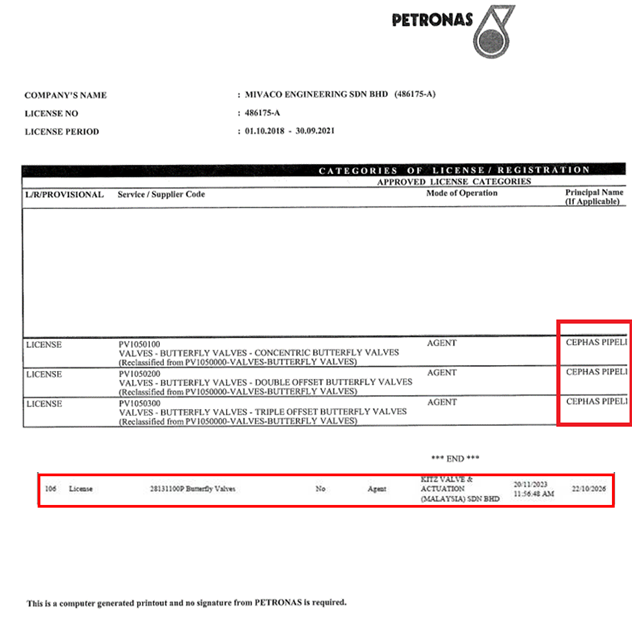 PETRONAS
COMPANY'S NAME : MIVACO ENGINEERING SDN BHD (486175-A)
LICENSE NO : 486175-A
LICENSE PERIOD : 01.10.2018 - 30.09.2021
CATEGORIES OF LICENSE / REGISTRATION
APPROVED LICENSE CATEGORIES
L/R/PROVISIONAL Service / Supplier Code Mode of Operation Principal Name
(If Applicable)
LICENSE PV1050100 AGENT CEPHAS PIPELI
VALVES - BUTTERFLY VALVES - CONCENTRIC BUTTERFLY VALVES
(Reclassified from PV1050000-VALVES-BUTTERFLY VALVES)
LICENSE PV1050200 AGENT CEPHAS PIPELI
VALVES - BUTTERFLY VALVES - DOUBLE OFFSET BUTTERFLY VALVES
(Reclassified from PV1050000-VALVES-BUTTERFLY VALVES)
LICENSE PV1050300 AGENT CEPHAS PIPELI
VALVES - BUTTERFLY VALVES - TRIPLE OFFSET BUTTERFLY VALVES
(Reclassified from PV1050000-VALVES-BUTTERFLY VALVES)
*** END ***
KITZ VALVE &
106 License 28131100P Butterfly Valves No Agent ACTUATION 20/11/2023 22/10/2026
(MALAYSIA) SDN BHD 11:56:48 AM
This is a computer generated printout and no signature from PETRONAS is required.